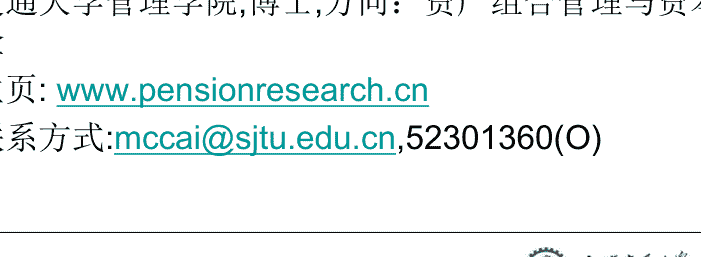 通大学管理学院,博士,方向：资产组合管理与资本
页: www.pensionresearch.cn
联系方式:mccai@sjtu.edu.cn,52301360(O)